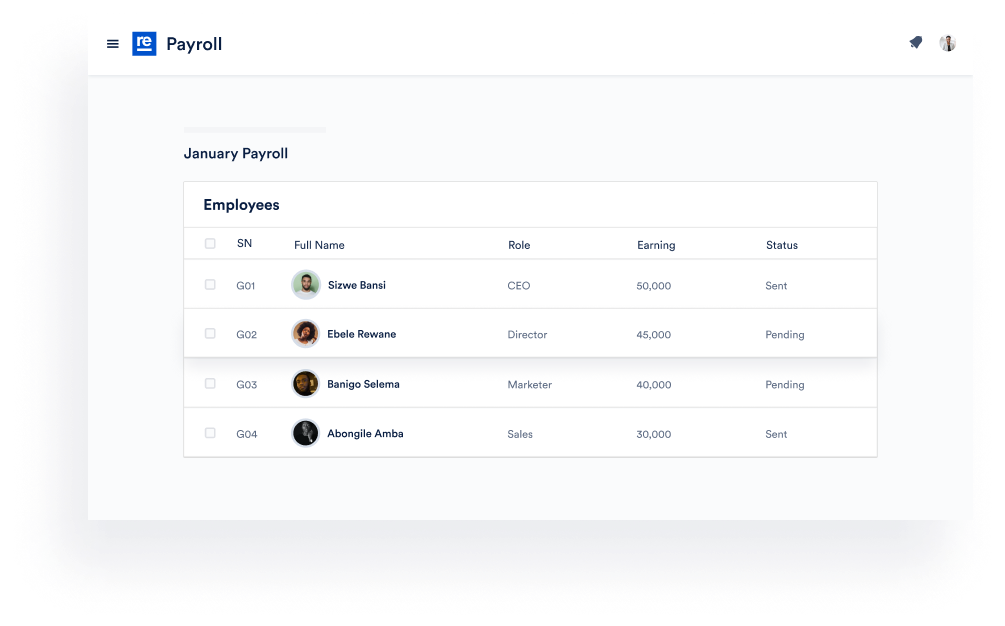 re Payroll
January Payroll
Employees
SN Full Name Role Earning Status
G01 Sizwe Bansi CEO 50,000 Sent
G02 Ebele Rewane Director 45,000 Pending
G03 Banigo Selema Marketer 40,000 Pending
G04 Abongile Amba Sales 30,000 Sent